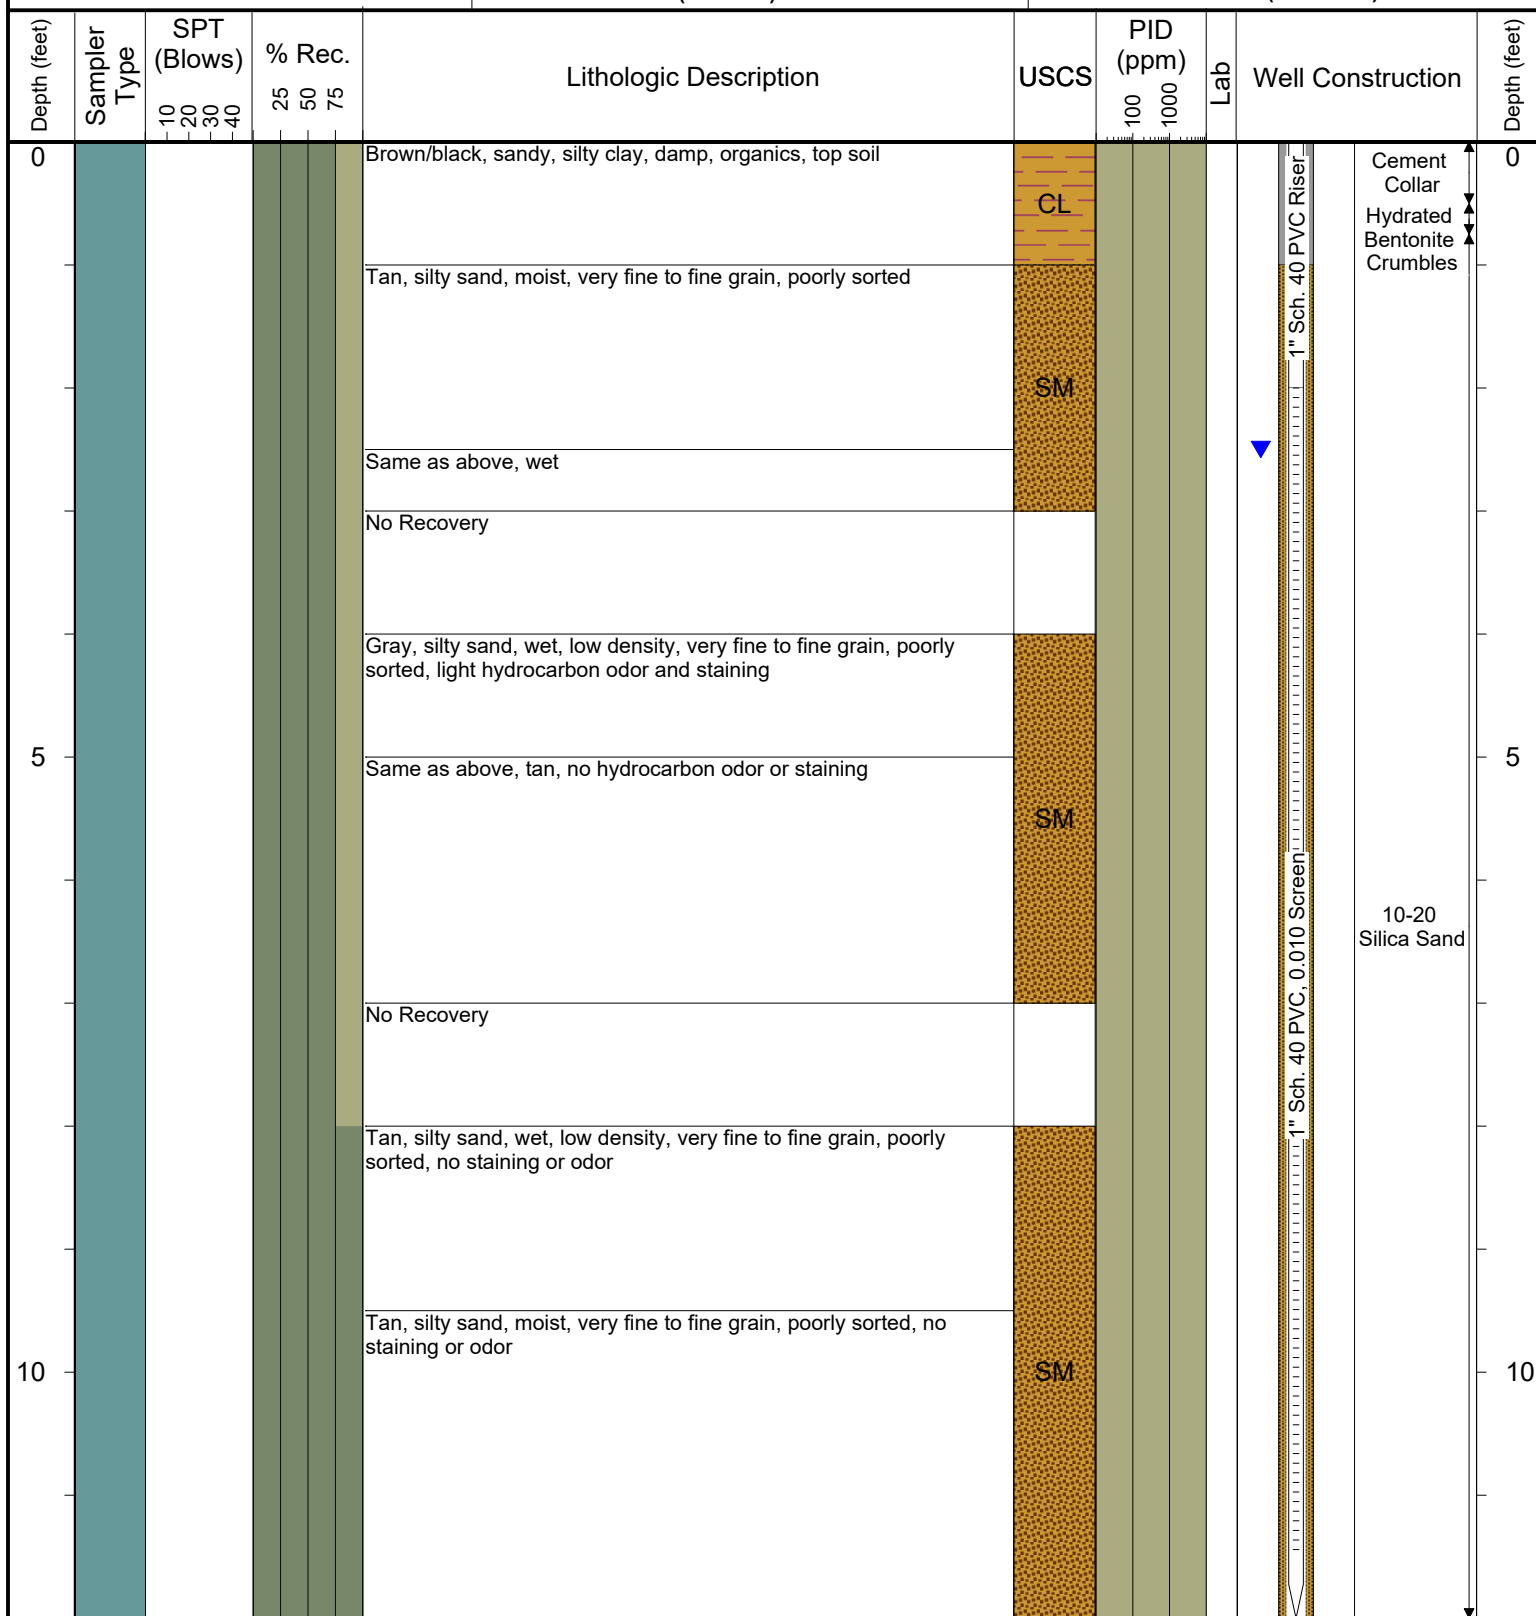 Depth (feet)
Sampler
Type
SPT
(Blows)
10 20 30 40
% Rec.
25 50 75
Lithologic Description
USCS
PID
(ppm)
100 1000
Lab
Well Construction
Depth (feet)
0
Brown/black, sandy, silty clay, damp, organics, top soil
CL
1" Sch. 40 PVC Riser
Cement
Collar
Hydrated
Bentonite
Crumbles
0
Tan, silty sand, moist, very fine to fine grain, poorly sorted
SM
Same as above, wet
No Recovery
Gray, silty sand, wet, low density, very fine to fine grain, poorly
sorted, light hydrocarbon odor and staining
5
Same as above, tan, no hydrocarbon odor or staining
SM
5
1" Sch. 40 PVC, 0.010 Screen
10-20
Silica Sand
No Recovery
Tan, silty sand, wet, low density, very fine to fine grain, poorly
sorted, no staining or odor
Tan, silty sand, moist, very fine to fine grain, poorly sorted, no
staining or odor
10
SM
10